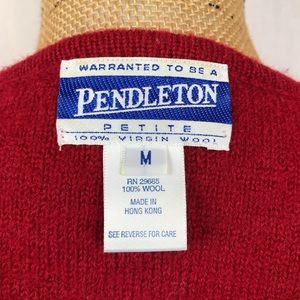 WARRANTED TO BE A
PENDLETON
PETITE
100% VIRGIN WOOL
M
RN 29685
100% WOOL
MADE IN
HONG KONG
SEE REVERSE FOR CARE